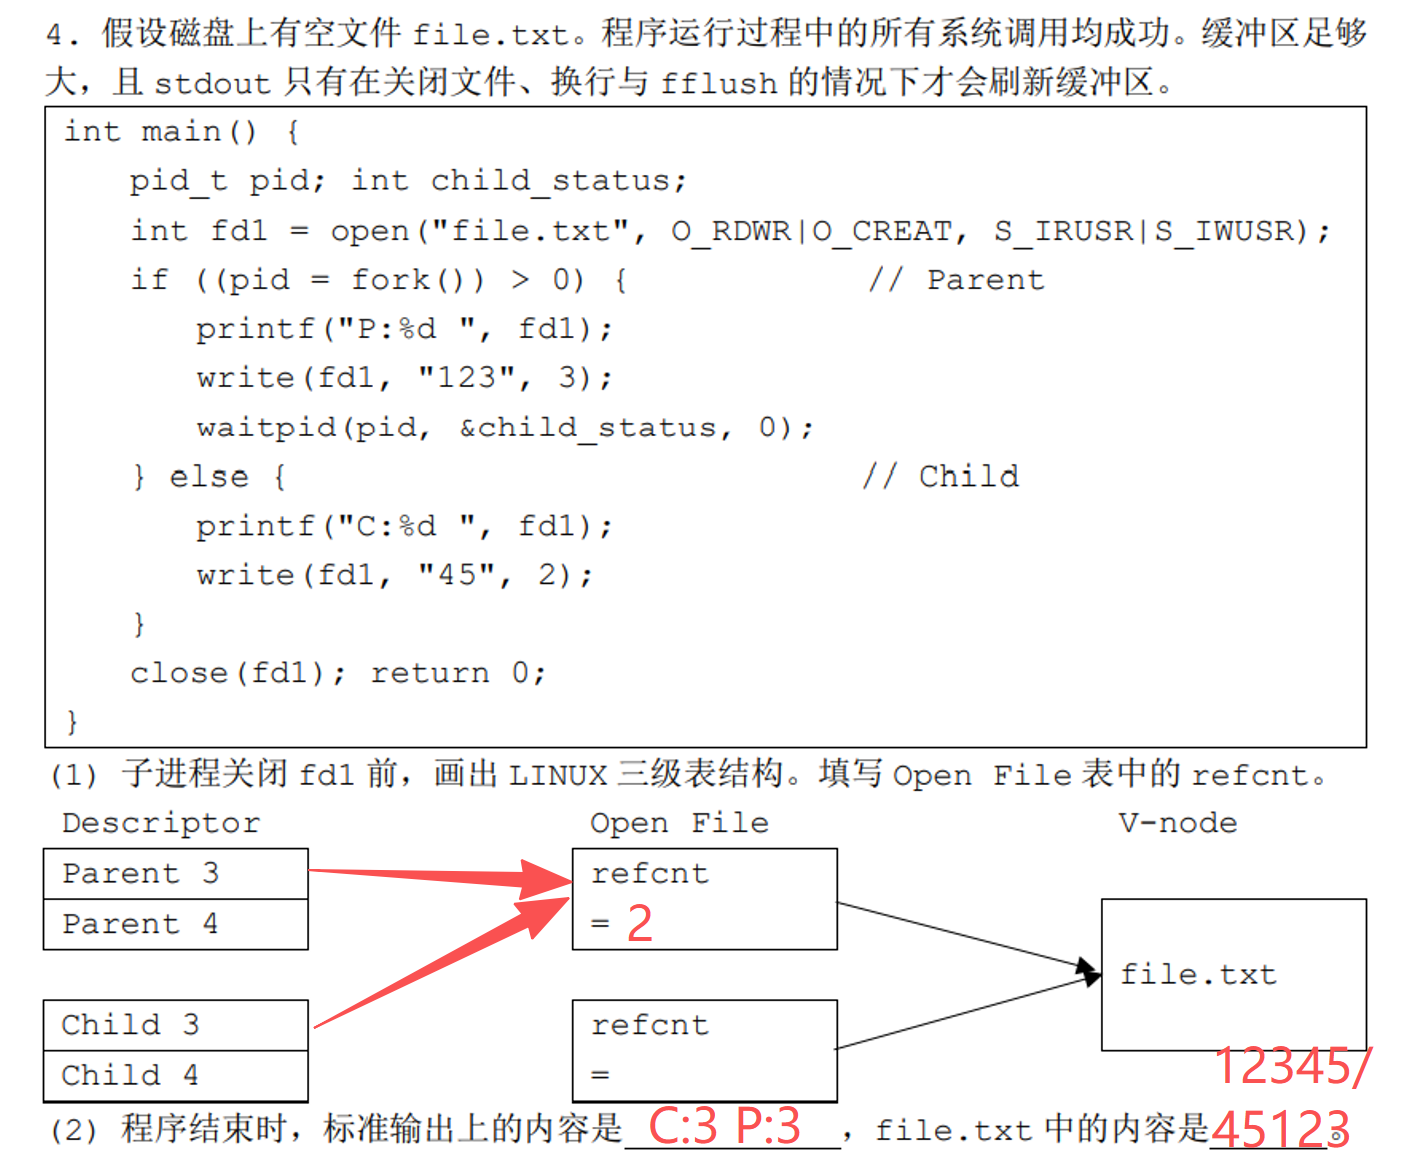 4. 假设磁盘上有空文件 file.txt。程序运行过程中的所有系统调用均成功。缓冲区足够
大，且 stdout 只有在关闭文件、换行与 fflush 的情况下才会刷新缓冲区。
int main() {
pid_t pid; int child_status;
int fd1 = open("file.txt", O_RDWR|O_CREAT, S_IRUSR|S_IWUSR);
if ((pid = fork()) > 0) { // Parent
printf("P:%d ", fd1);
write(fd1, "123", 3);
waitpid(pid, &child_status, 0);
} else { // Child
printf("C:%d ", fd1);
write(fd1, "45", 2);
}
close(fd1); return 0;
}
(1) 子进程关闭 fd1 前，画出 LINUX 三级表结构。填写 Open File 表中的 refcnt。
Descriptor Open File V-node
Parent 3 refcnt
Parent 4 = 2
file.txt
Child 3 refcnt
Child 4 =
12345/
(2) 程序结束时，标准输出上的内容是 C:3 P:3 ，file.txt 中的内容是45123。